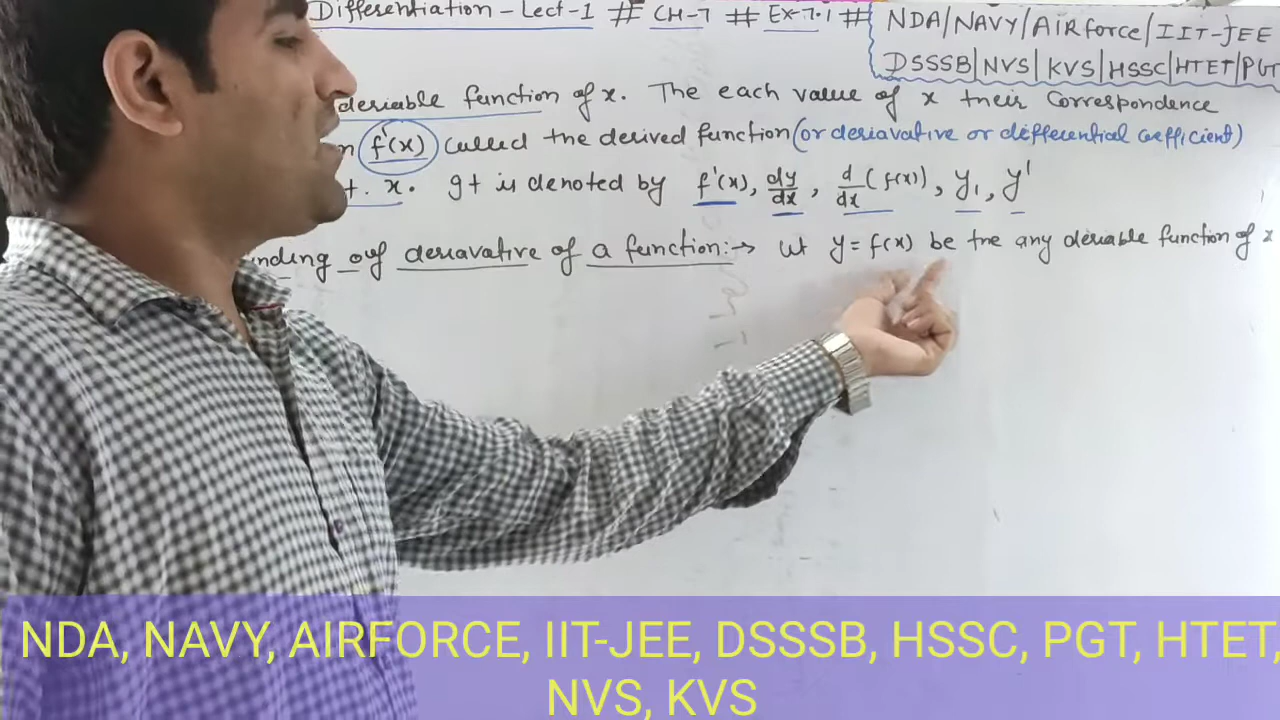 Differentiation - Lect-1 # CH-7 # Ex-7.1 #
NDA/NAVY/AIRforce/IIT-JEE
DSSSB|NVS|KVS|HSSC|HTET|PGT
deriable function of x. The each value of x their Correspondence
f'(x) Called the derived function (or deriavative or differential coefficient)
t. x. It is denoted by f'(x), dy/dx, d/dx (f(x)), y₁, y'
nding out deriavative of a function:→ let y = f(x) be the any deriable function of x
NDA, NAVY, AIRFORCE, IIT-JEE, DSSSB, HSSC, PGT, HTET,
NVS, KVS